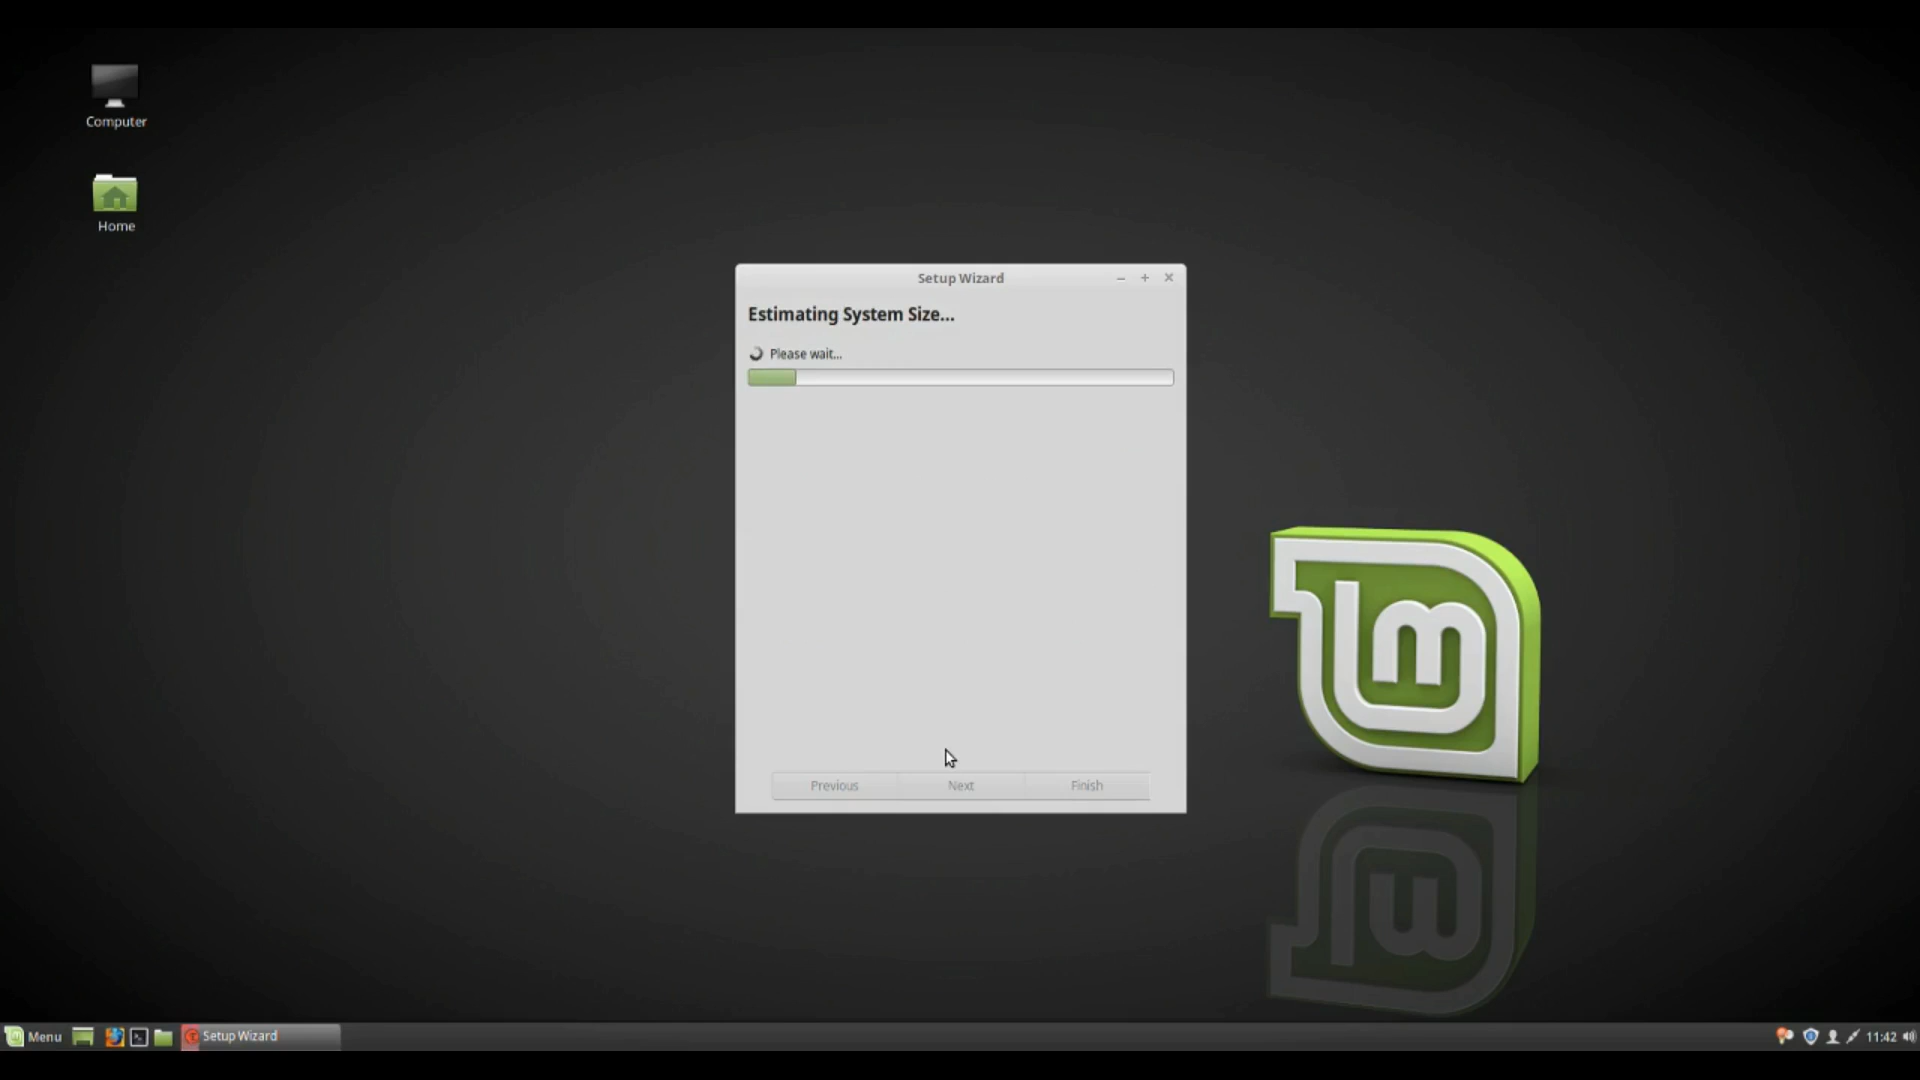 Computer
Home
Setup Wizard
Estimating System Size...
Please wait...
Previous Next Finish
Menu Setup Wizard 11:42